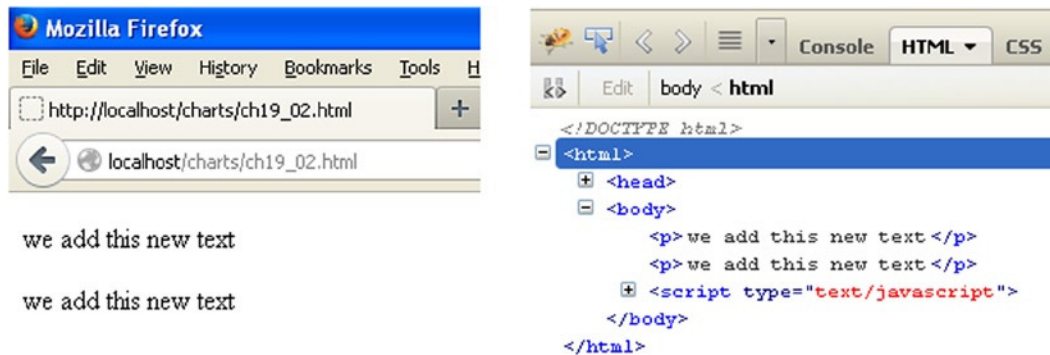 Mozilla Firefox
File Edit View History Bookmarks Tools H
http://localhost/charts/ch19_02.html +
localhost/charts/ch19_02.html
we add this new text
we add this new text
Console HTML CSS
Edit body < html
<!DOCTYPE html>
<html>
<head>
<body>
<p>we add this new text</p>
<p>we add this new text</p>
<script type="text/javascript">
</body>
</html>